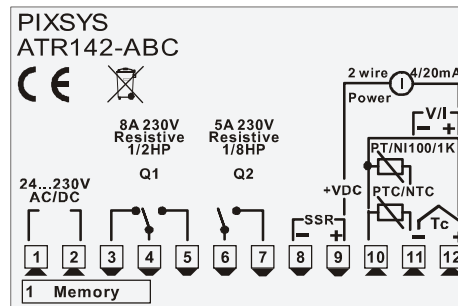 PIXSYS
ATR142-ABC
2 wire 4/20mA
Power I
8A 230V 5A 230V
Resistive Resistive
1/2HP 1/8HP
V/I
- +
PT/NI100/1K
Q1 Q2
24...230V
AC/DC
+VDC
PTC/NTC
SSR
- +
Tc
- +
1 2 3 4 5 6 7 8 9 10 11 12
1 Memory